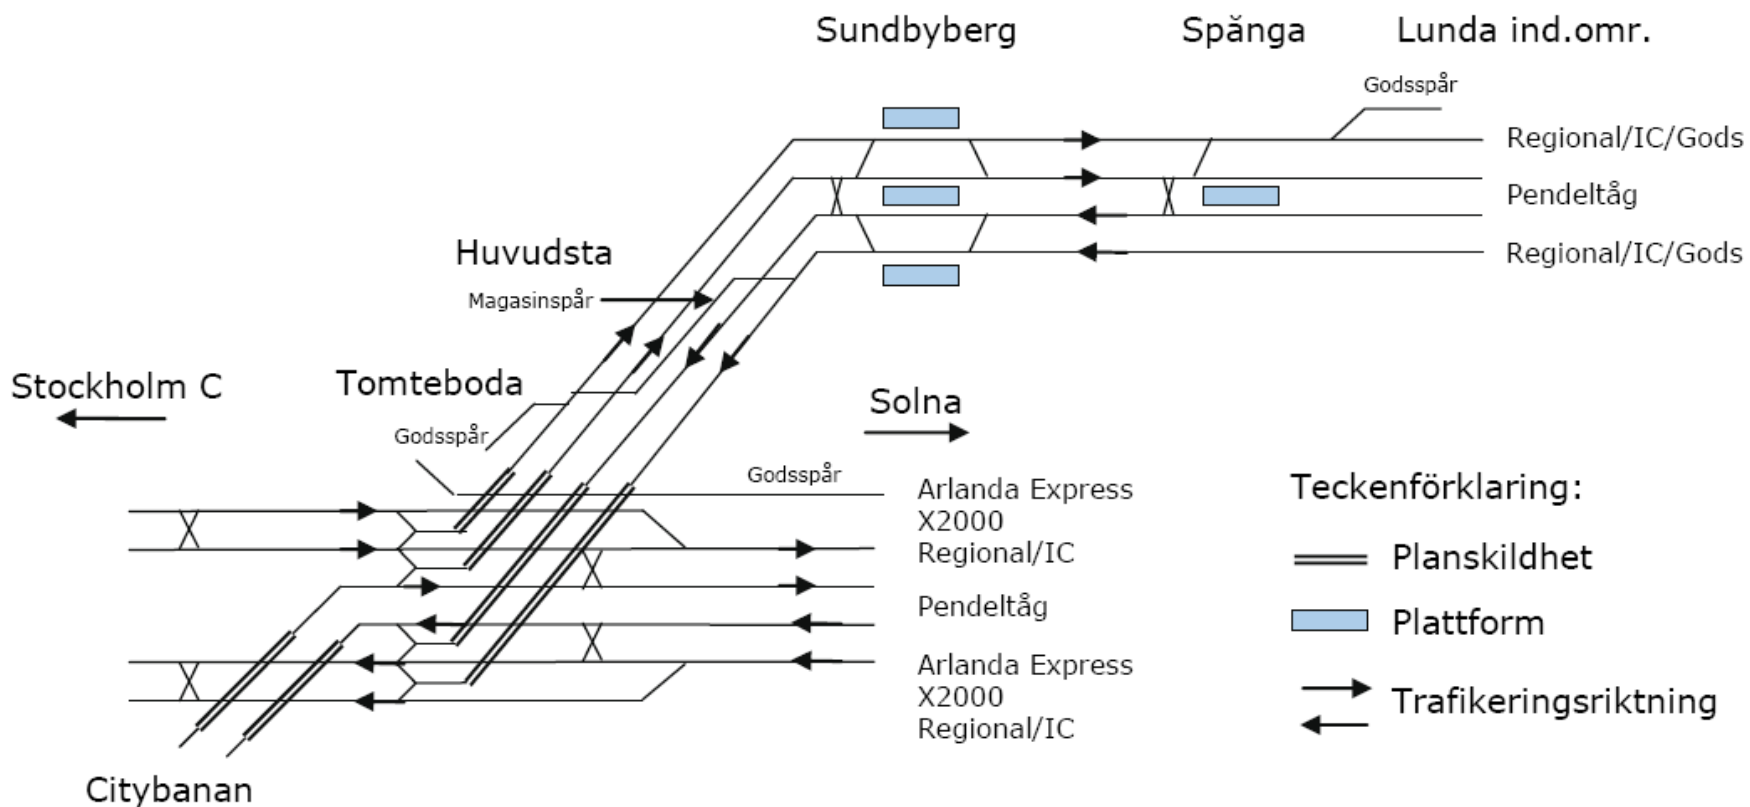 Sundbyberg
Spånga
Lunda ind.omr.
Godsspår
Regional/IC/Gods
Pendeltåg
Regional/IC/Gods
Huvudsta
Magasinspår
Stockholm C
Tomteboda
Solna
Godsspår
Godsspår
Arlanda Express
X2000
Regional/IC
Pendeltåg
Arlanda Express
X2000
Regional/IC
Teckenförklaring:
Planskildhet
Plattform
Trafikeringsriktning
Citybanan